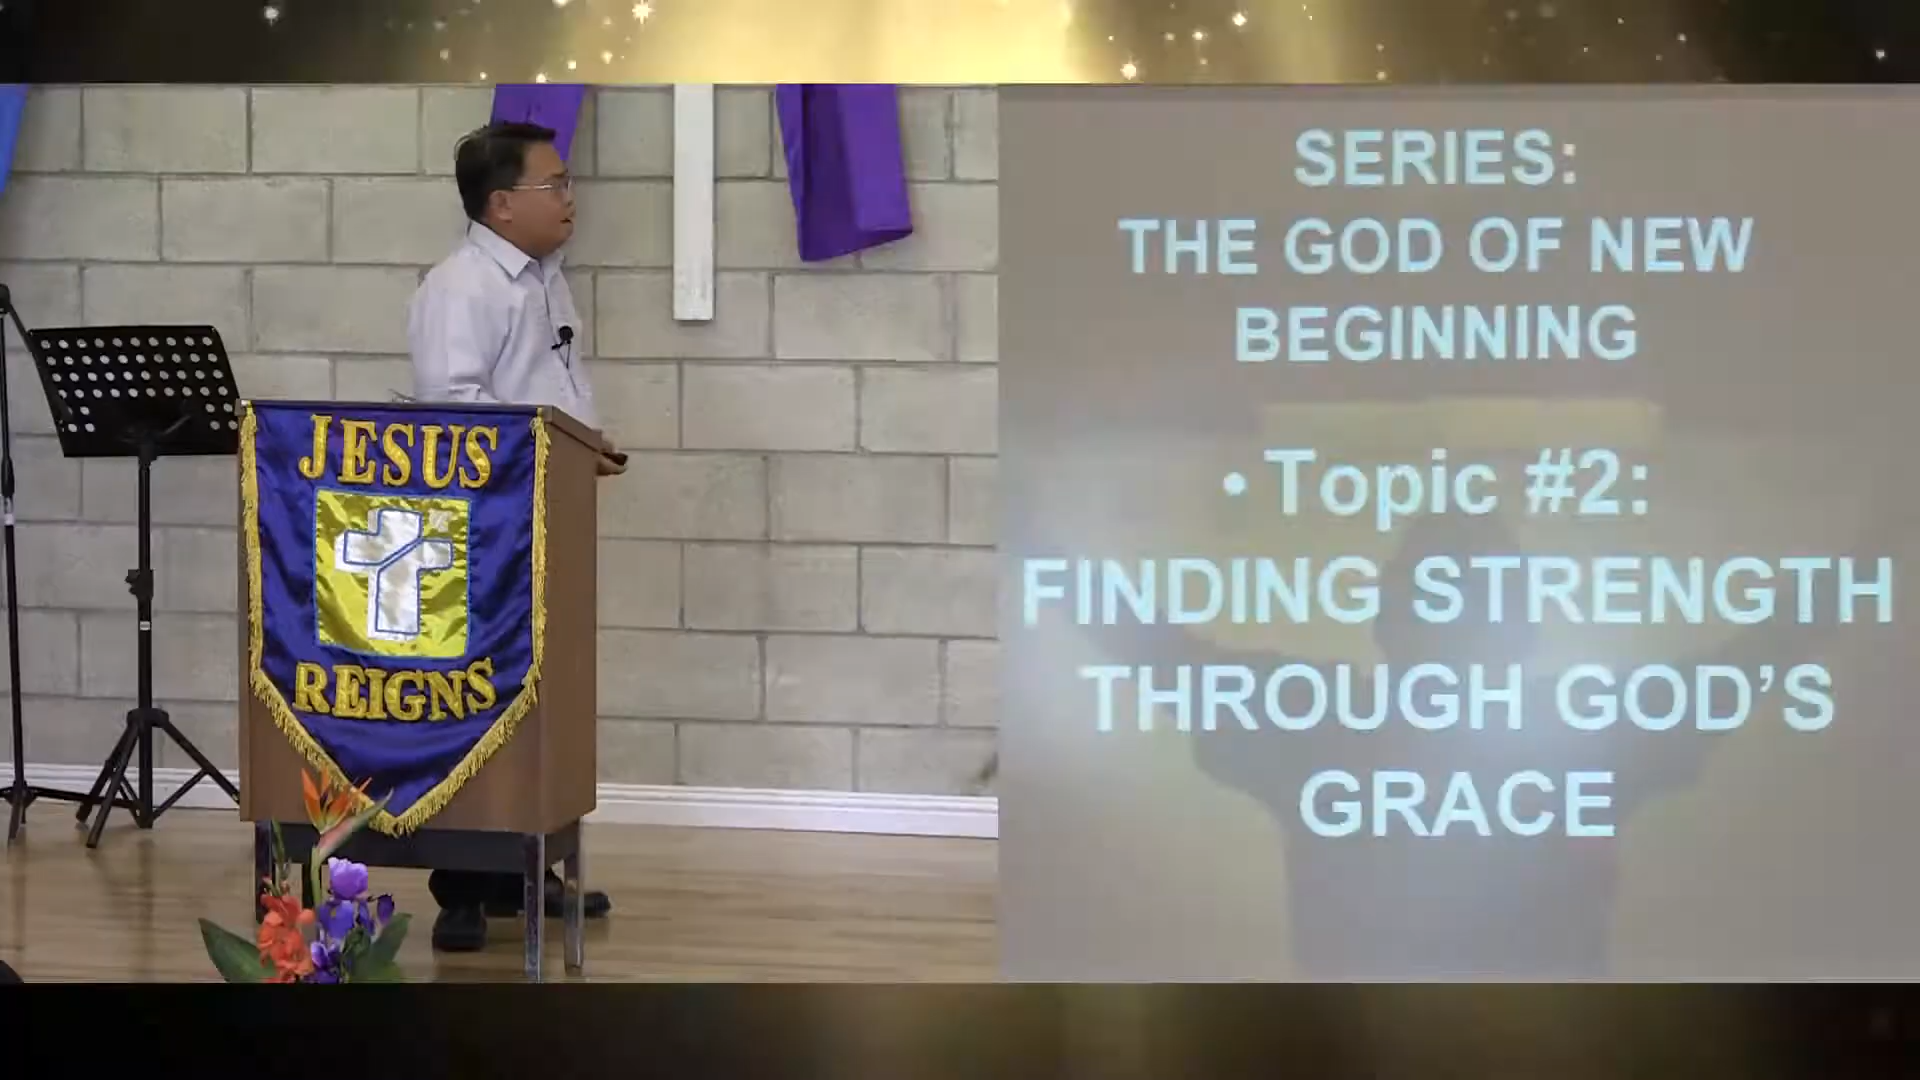 JESUS
REIGNS
SERIES:
THE GOD OF NEW
BEGINNING
• Topic #2:
FINDING STRENGTH
THROUGH GOD’S
GRACE